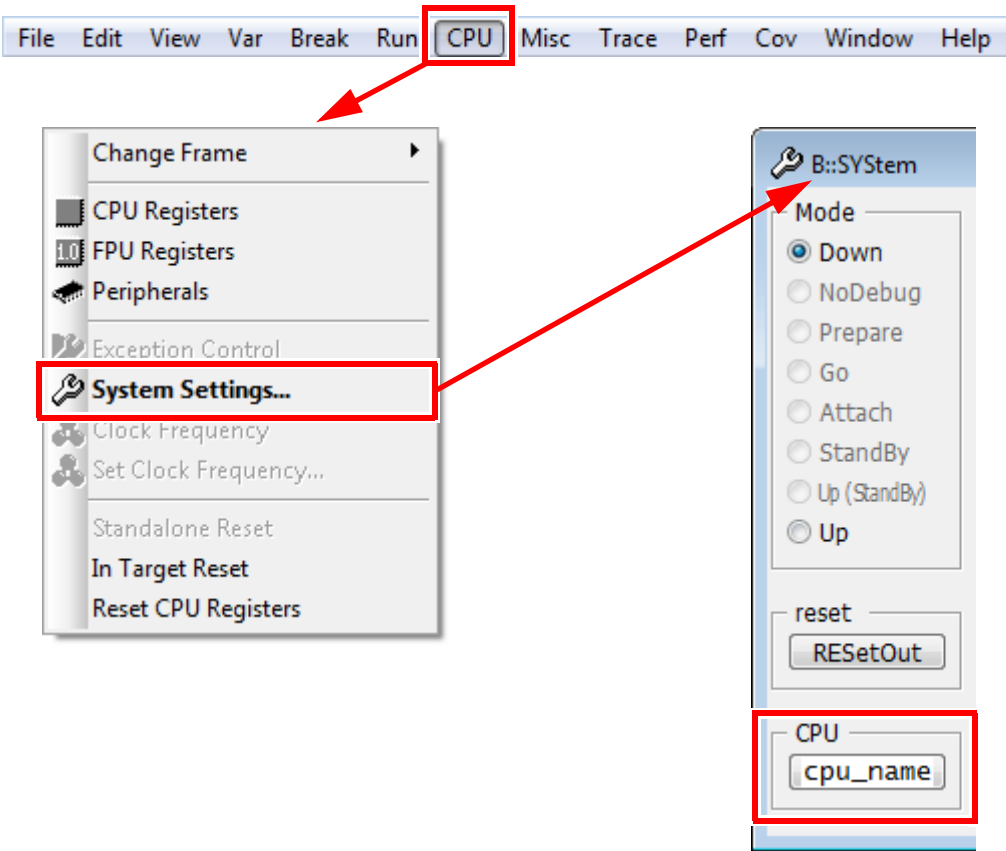 File Edit View Var Break Run CPU Misc Trace Perf Cov Window Help
Change Frame
CPU Registers
1.0 FPU Registers
Peripherals
Exception Control
System Settings...
Clock Frequency
Set Clock Frequency...
Standalone Reset
In Target Reset
Reset CPU Registers
B::SYStem
Mode
Down
NoDebug
Prepare
Go
Attach
StandBy
Up (StandBy)
Up
reset
RESetOut
CPU
cpu_name